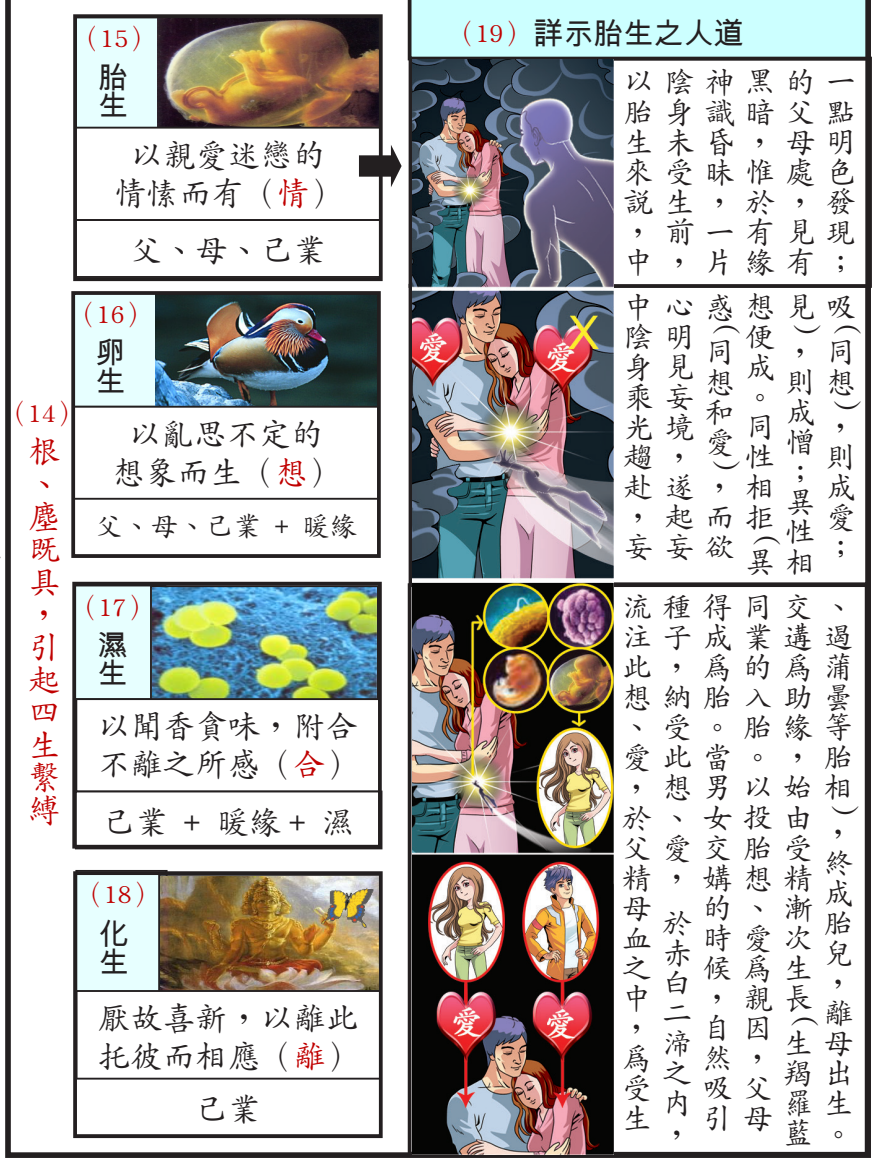 (14)根、塵既具，引起四生繫縛
(15)
胎生
以親愛迷戀的
情愫而有（情）
父、母、己業
(16)
卵生
以亂思不定的
想象而生（想）
父、母、己業 + 暖緣
(17)
濕生
以聞香貪味，附合
不離之所感（合）
己業 + 暖緣 + 濕
(18)
化生
厭故喜新，以離此
托彼而相應（離）
己業
(19) 詳示胎生之人道
以胎生來説，中
陰身未受生前，
神識昏昧，一片
黑暗，惟於有緣
的父母處，見有
一點明色發現；
愛
愛
X
中陰身乘光趨赴，妄
心明見妄境，遂起妄
惑(同想和愛)，而欲
想便成。同性相拒(異
見)，則成憎；異性相
吸(同想)，則成愛；
流注此想、愛，於父精母血之中，爲受生
種子，納受此想、愛，於赤白二渧之內，
得成爲胎。當男女交媾的時候，自然吸引
同業的入胎。以投胎想、愛爲親因，父母
交遘爲助緣，始由受精漸次生長(生羯羅藍
、遏蒲曇等胎相)，終成胎兒，離母出生。
愛
愛